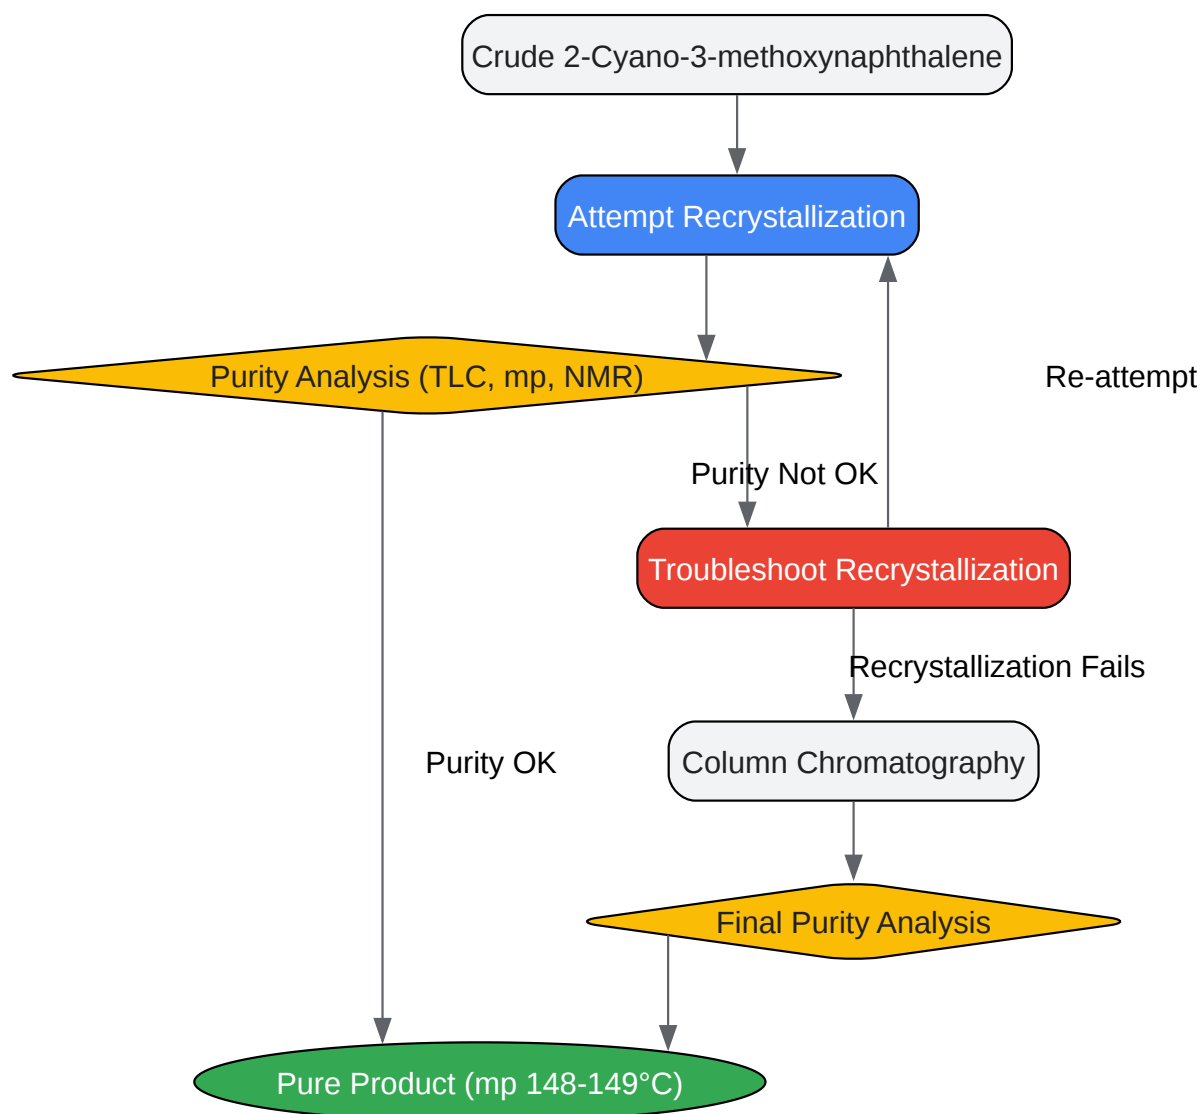 Crude 2-Cyano-3-methoxynaphthalene
Attempt Recrystallization
Purity Analysis (TLC, mp, NMR)
Re-attempt
Purity Not OK
Troubleshoot Recrystallization
Recrystallization Fails
Purity OK
Column Chromatography
Final Purity Analysis
Pure Product (mp 148-149°C)